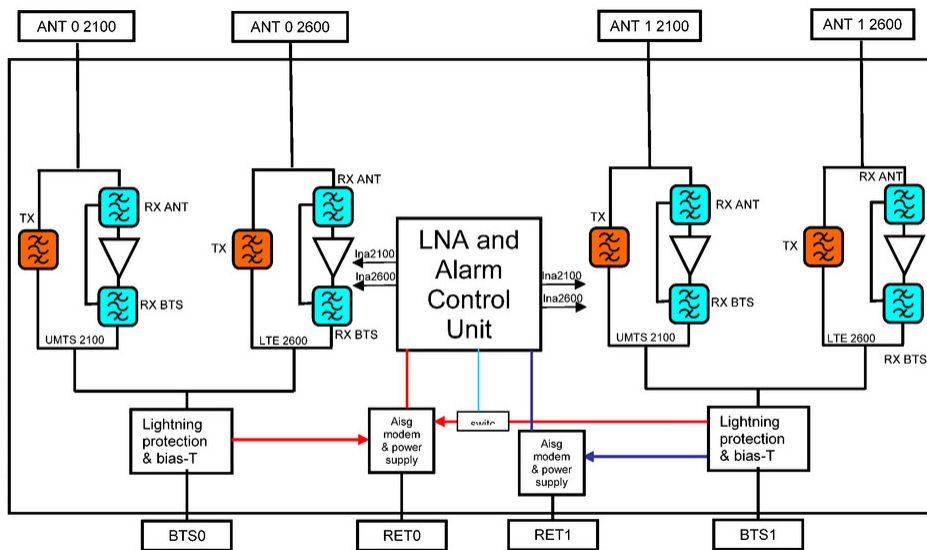 ANT 0 2100
ANT 0 2600
ANT 1 2100
ANT 1 2600
RX ANT
RX ANT
RX ANT
RX ANT
TX
TX
TX
TX
LNA and
Alarm
Control
Unit
lna2100
lna2600
lna2100
lna2600
RX BTS
RX BTS
RX BTS
RX BTS
UMTS 2100
LTE 2600
UMTS 2100
LTE 2600
Lightning
protection
& bias-T
Aisg
modem
& power
supply
switc
Aisg
modem
& power
supply
Lightning
protection
& bias-T
BTS0
RET0
RET1
BTS1